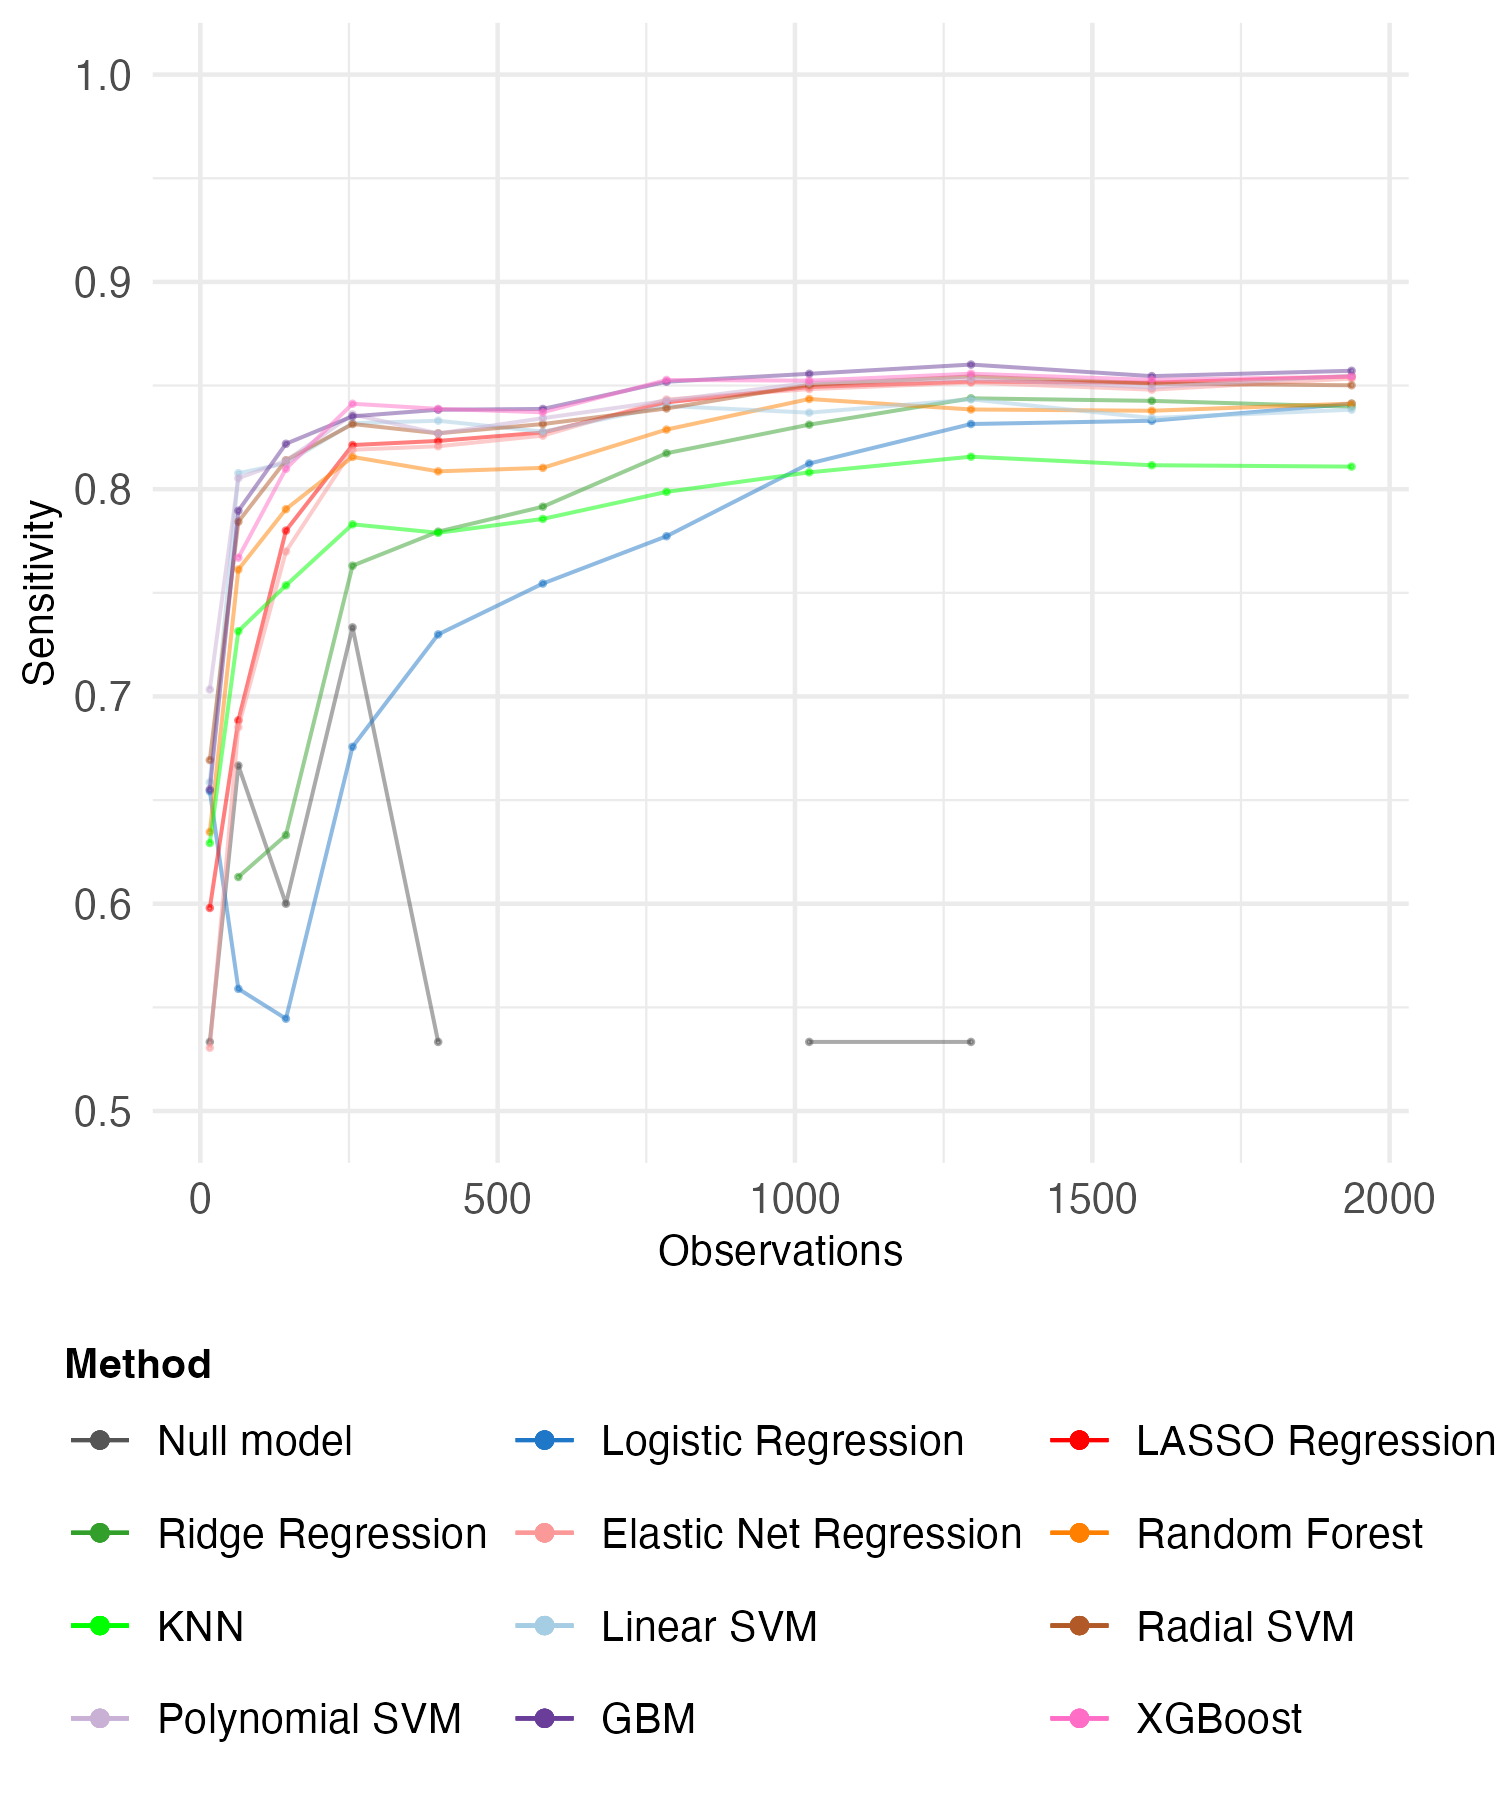 1.0
0.9
0.8
0.7
0.6
0.5
Sensitivity
0 500 1000 1500 2000
Observations
Method
Null model Logistic Regression LASSO Regression
Ridge Regression Elastic Net Regression Random Forest
KNN Linear SVM Radial SVM
Polynomial SVM GBM XGBoost